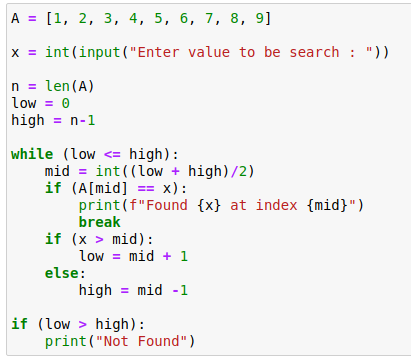 A = [1, 2, 3, 4, 5, 6, 7, 8, 9]
x = int(input("Enter value to be search : "))
n = len(A)
low = 0
high = n-1
while (low <= high):
    mid = int((low + high)/2)
    if (A[mid] == x):
        print(f"Found {x} at index {mid}")
        break
    if (x > mid):
        low = mid + 1
    else:
        high = mid -1
if (low > high):
    print("Not Found")